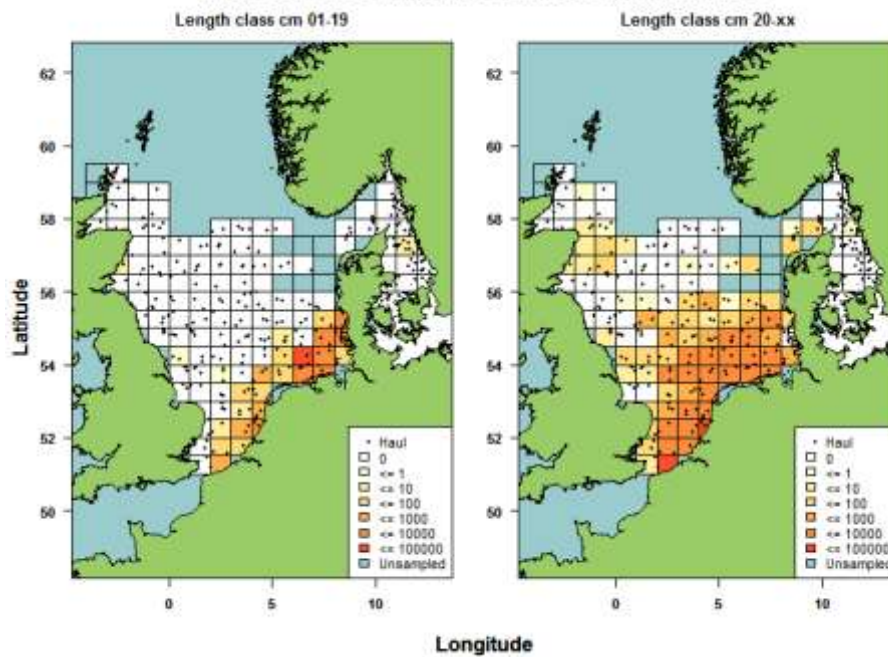 Length class cm 01-19
Length class cm 20-xx
62
60
58
56
54
52
50
62
60
58
56
54
52
50
Latitude
Haul
0
<= 1
<= 10
<= 100
<= 1000
<= 10000
<= 100000
Unsampled
Haul
0
<= 1
<= 10
<= 100
<= 1000
<= 10000
<= 100000
Unsampled
0 5 10
0 5 10
Longitude